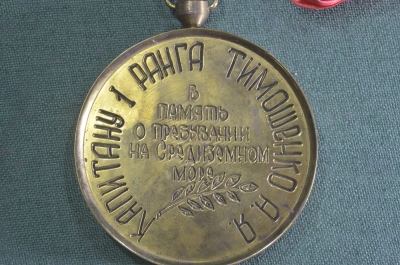 КАПИТАНУ 1 РАНГА ТИМОШЕНКО А.Я.
В
ПАМЯТЬ
О ПРЕБЫВАНИИ
НА СРЕДИЗЕМНОМ
МОРЕ